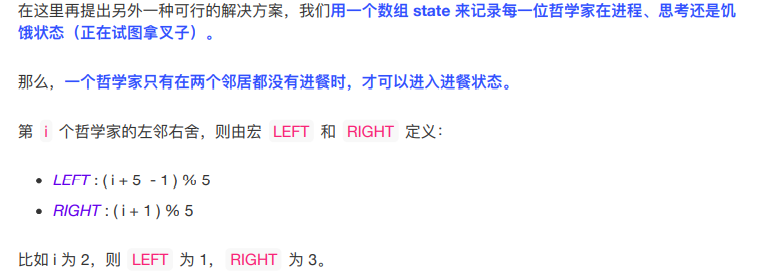 在这里再提出另外一种可行的解决方案，我们用一个数组 state 来记录每一位哲学家在进程、思考还是饥
饿状态（正在试图拿叉子）。
那么，一个哲学家只有在两个邻居都没有进餐时，才可以进入进餐状态。
第 i 个哲学家的左邻右舍，则由宏 LEFT 和 RIGHT 定义：
• LEFT : ( i + 5 - 1 ) % 5
• RIGHT : ( i + 1 ) % 5
比如 i 为 2，则 LEFT 为 1， RIGHT 为 3。